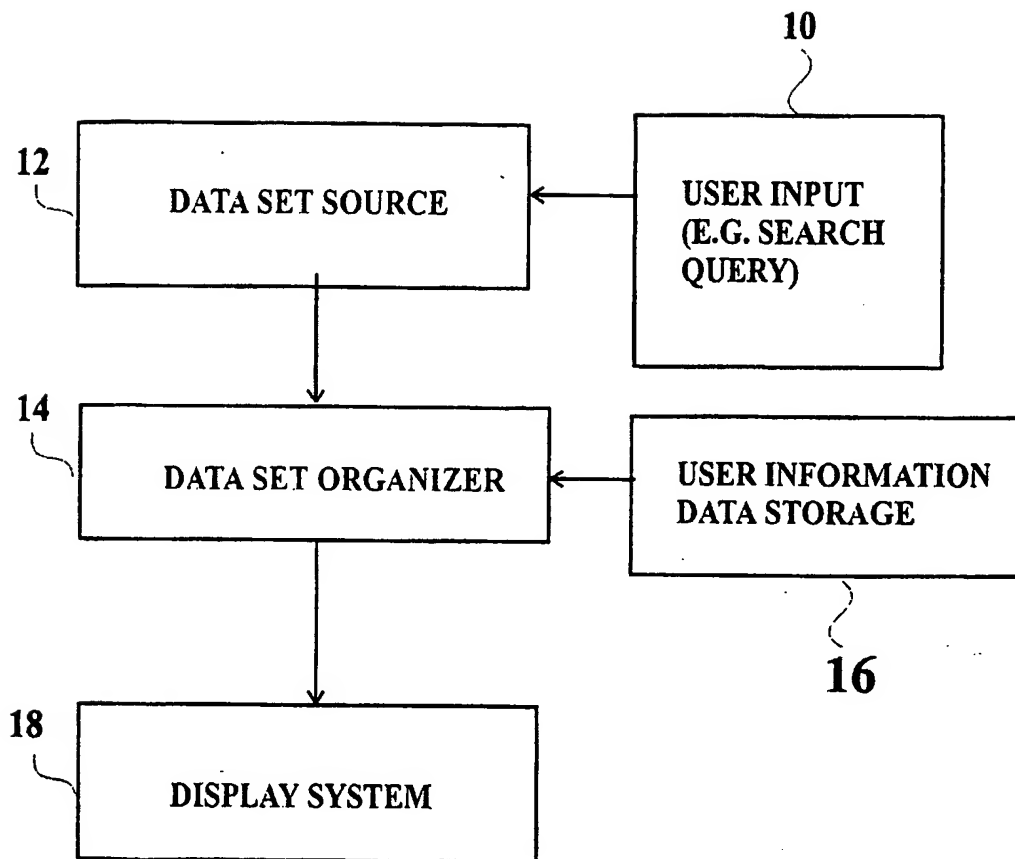 10
12
DATA SET SOURCE
USER INPUT
(E.G. SEARCH
QUERY)
14
DATA SET ORGANIZER
USER INFORMATION
DATA STORAGE
16
18
DISPLAY SYSTEM